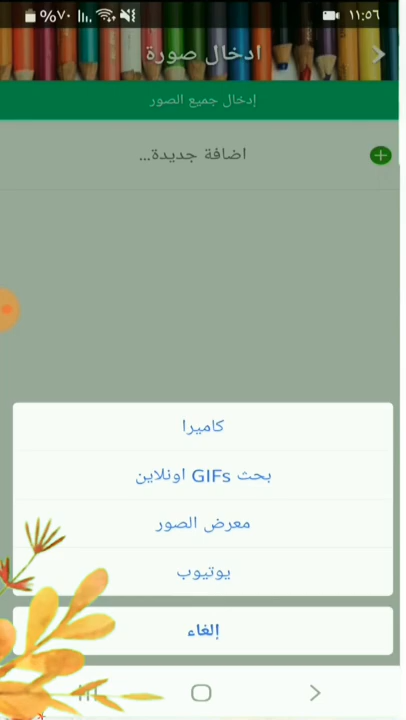 ١١:٥٦ %٧٠
ادخال صورة
إدخال جميع الصور
اضافة جديدة...
كاميرا
بحث GIFs اونلاين
معرض الصور
يوتيوب
إلغاء